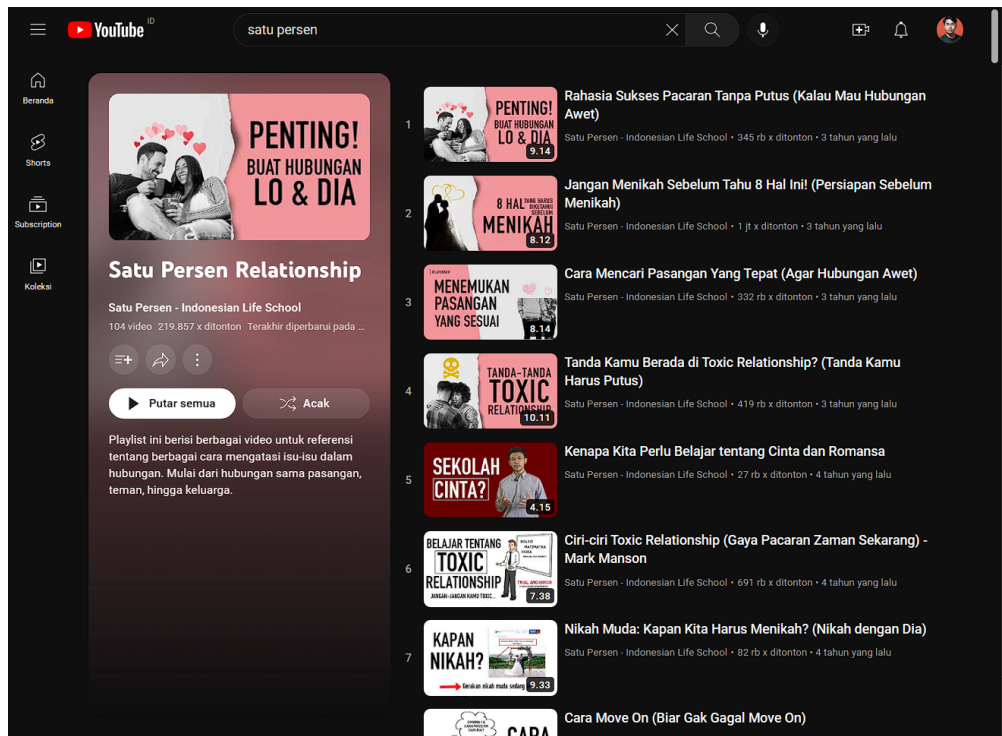 YouTube ID
satu persen
Beranda
Shorts
Subscription
Koleksi
PENTING!
BUAT HUBUNGAN
LO & DIA
Satu Persen Relationship
Satu Persen - Indonesian Life School
104 video 219.857 x ditonton Terakhir diperbarui pada ...
Putar semua
Acak
Playlist ini berisi berbagai video untuk referensi
tentang berbagai cara mengatasi isu-isu dalam
hubungan. Mulai dari hubungan sama pasangan,
teman, hingga keluarga.
1
PENTING!
BUAT HUBUNGAN
LO & DIA
9.14
Rahasia Sukses Pacaran Tanpa Putus (Kalau Mau Hubungan
Awet)
Satu Persen - Indonesian Life School • 345 rb x ditonton • 3 tahun yang lalu
2
8 HAL YANG HARUS
DIKETAHUI
SEBELUM
MENIKAH
8.12
Jangan Menikah Sebelum Tahu 8 Hal Ini! (Persiapan Sebelum
Menikah)
Satu Persen - Indonesian Life School • 1 jt x ditonton • 3 tahun yang lalu
3
MENEMUKAN
PASANGAN
YANG SESUAI
8.14
Cara Mencari Pasangan Yang Tepat (Agar Hubungan Awet)
Satu Persen - Indonesian Life School • 332 rb x ditonton • 3 tahun yang lalu
4
TANDA-TANDA
TOXIC
RELATIONSHIP
10.11
Tanda Kamu Berada di Toxic Relationship? (Tanda Kamu
Harus Putus)
Satu Persen - Indonesian Life School • 419 rb x ditonton • 3 tahun yang lalu
5
SEKOLAH
CINTA?
4.15
Kenapa Kita Perlu Belajar tentang Cinta dan Romansa
Satu Persen - Indonesian Life School • 27 rb x ditonton • 4 tahun yang lalu
6
BELAJAR TENTANG
TOXIC
RELATIONSHIP
JANGAN-JANGAN KAMU TOXIC...
TRIAL AND ERROR
7.38
Ciri-ciri Toxic Relationship (Gaya Pacaran Zaman Sekarang) -
Mark Manson
Satu Persen - Indonesian Life School • 691 rb x ditonton • 4 tahun yang lalu
7
KAPAN
NIKAH?
Gerakan nikah muda sedang
9.33
Nikah Muda: Kapan Kita Harus Menikah? (Nikah dengan Dia)
Satu Persen - Indonesian Life School • 82 rb x ditonton • 4 tahun yang lalu
CARA
Cara Move On (Biar Gak Gagal Move On)